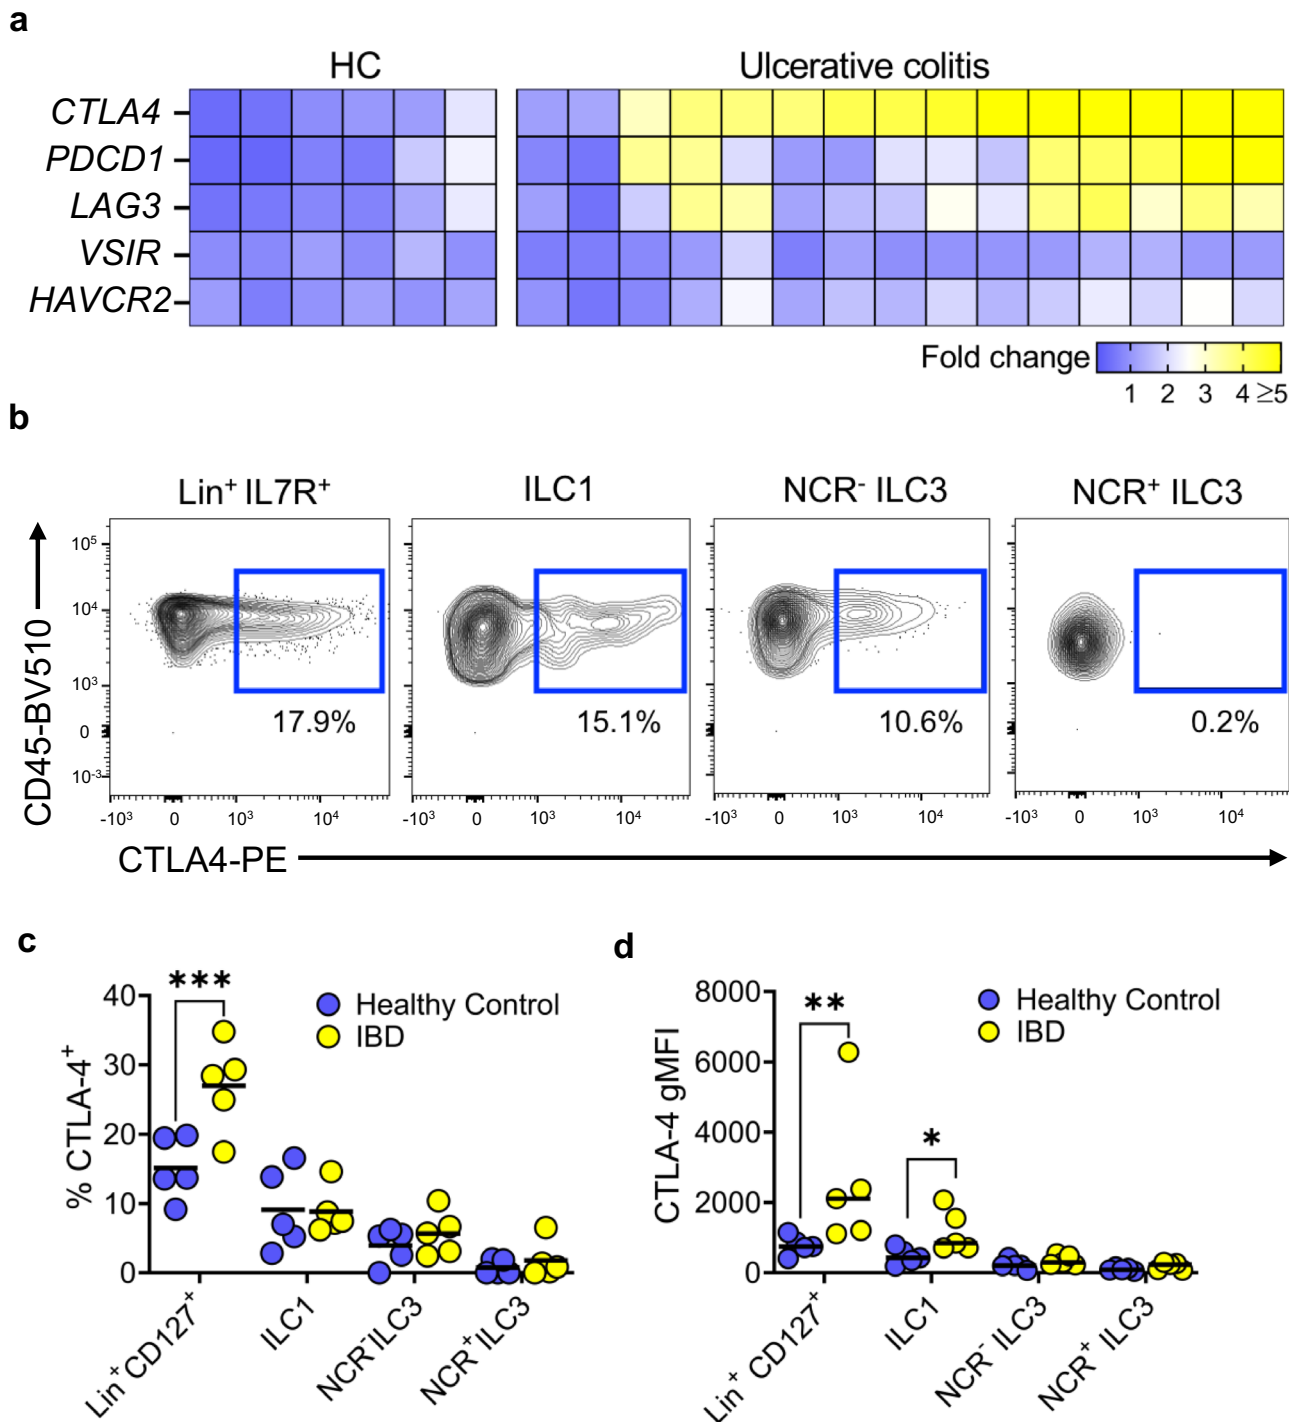 a
HC Ulcerative colitis
CTLA4
PDCD1
LAG3
VSIR
HAVCR2
Fold change
1 2 3 4 ≥5
b
Lin⁺ IL7R⁺ ILC1 NCR⁻ ILC3 NCR⁺ ILC3
CD45-BV510
10⁵
10⁴
10³
0
10⁻³
17.9% 15.1% 10.6% 0.2%
-10³ 0 10³ 10⁴ -10³ 0 10³ 10⁴ -10³ 0 10³ 10⁴ -10³ 0 10³ 10⁴
CTLA4-PE
c
% CTLA-4⁺
40
30
20
10
0
***
Healthy Control
IBD
Lin⁺CD127⁺ ILC1 NCR⁻ILC3 NCR⁺ILC3
d
CTLA-4 gMFI
8000
6000
4000
2000
0
**
*
Healthy Control
IBD
Lin⁺ CD127⁺ ILC1 NCR⁻ ILC3 NCR⁺ ILC3